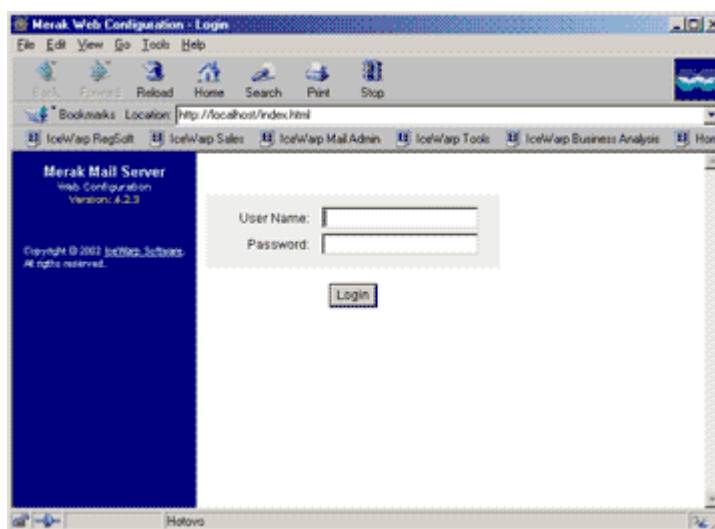 Merak Web Configuration - Login
File Edit View Go Tools Help
Back Forward Reload Home Search Print Stop
Bookmarks Location: http://localhost/index.html
IceWarp RegSoft IceWarp Sales IceWarp Mail Admin IceWarp Tools IceWarp Business Analysis Hom
Merak Mail Server
Web Configuration
Version: 4.2.3
User Name:
Password:
Copyright © 2002 IceWarp Software.
All rigths reserved.
Login
Hotovo